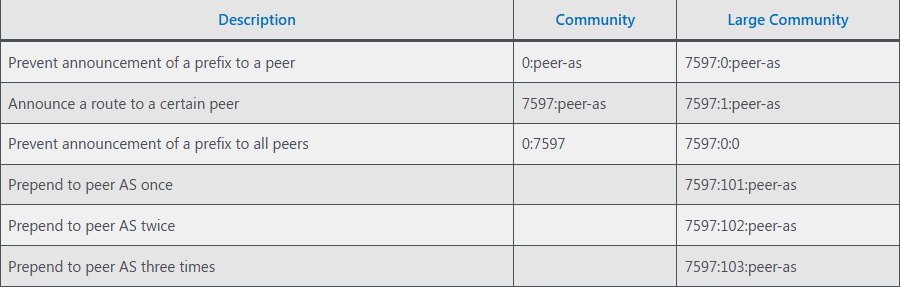 Description Community Large Community
Prevent announcement of a prefix to a peer 0:peer-as 7597:0:peer-as
Announce a route to a certain peer 7597:peer-as 7597:1:peer-as
Prevent announcement of a prefix to all peers 0:7597 7597:0:0
Prepend to peer AS once 7597:101:peer-as
Prepend to peer AS twice 7597:102:peer-as
Prepend to peer AS three times 7597:103:peer-as